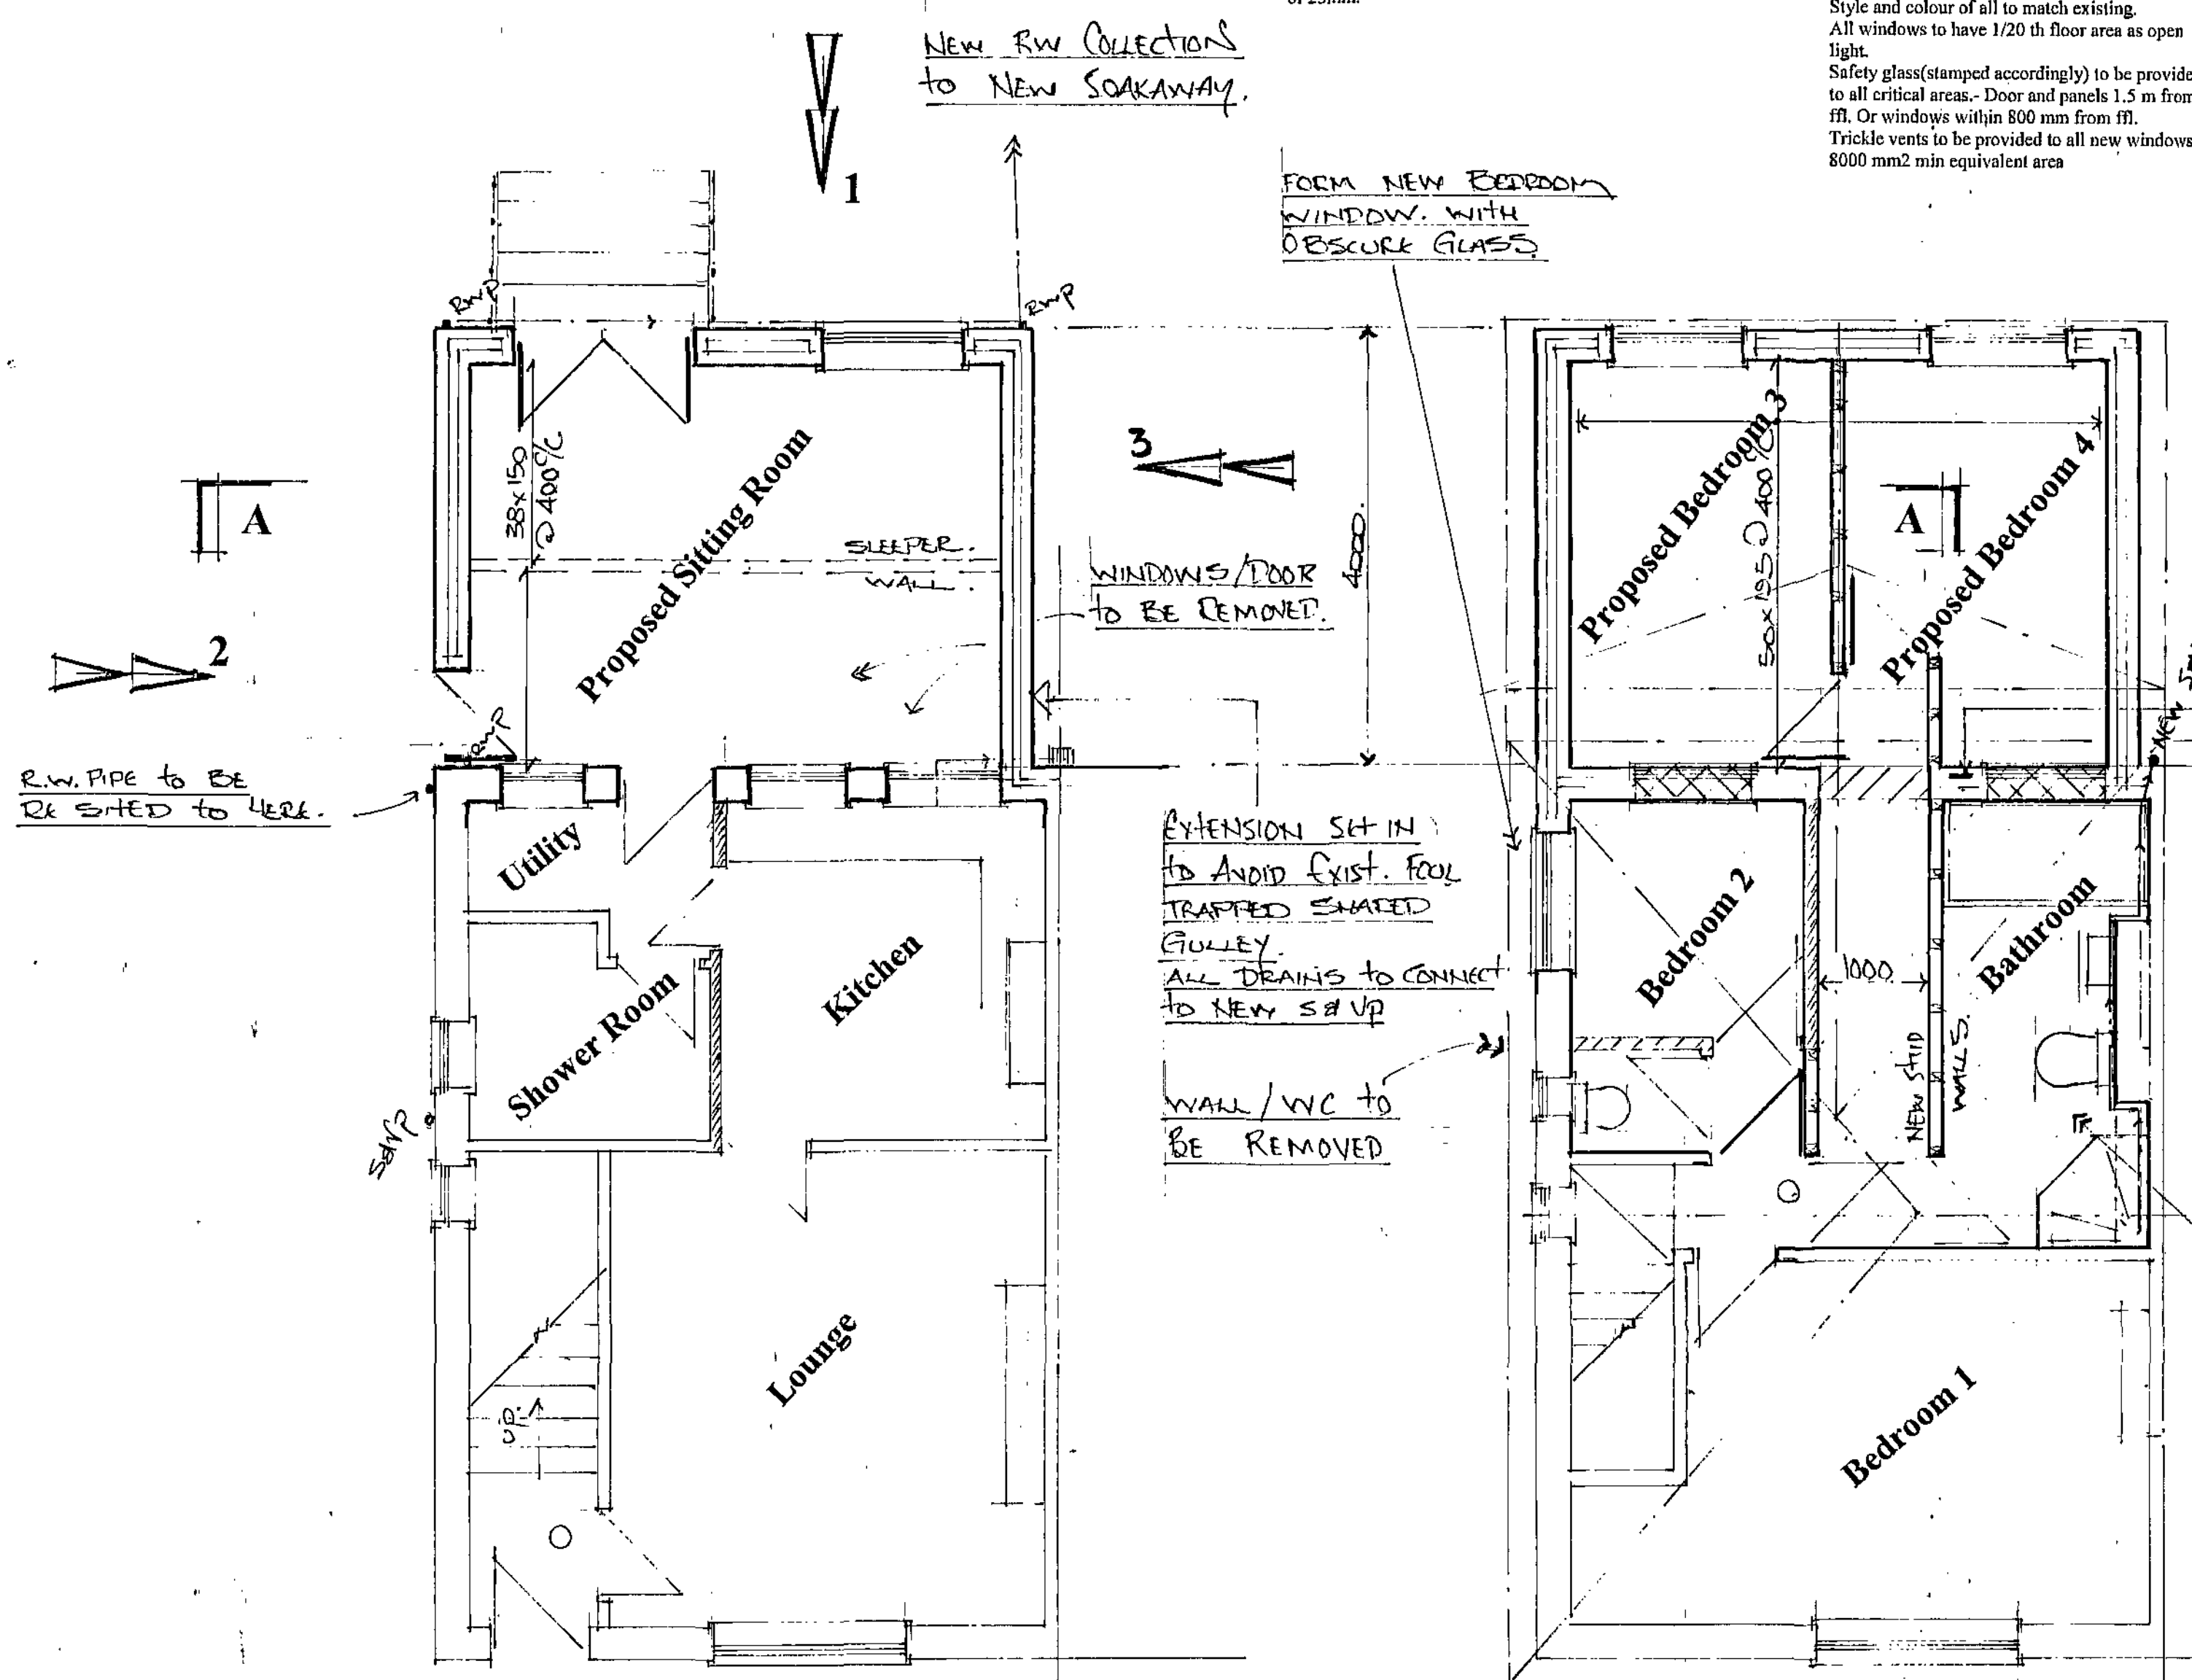 Style and colour of all to match existing.
All windows to have 1/20 th floor area as open
light.
Safety glass(stamped accordingly) to be provide
to all critical areas.- Door and panels 1.5 m from
ffl. Or windows within 800 mm from ffl.
Trickle vents to be provided to all new windows
8000 mm2 min equivalent area
NEW RW COLLECTION
to NEW SOAKAWAY.
1
FORM NEW BEDROOM
WINDOW. WITH
OBSCURE GLASS.
RWP
RWP
38x150
@ 400 c/c
Proposed Sitting Room
SLEEPER.
WALL.
A
2
3
4000.
WINDOWS/DOOR
to BE REMOVED.
Proposed Bedroom 3
50x195 @ 400 c/c
A
Proposed Bedroom 4
NEW
RWP
R.W. PIPE to BE
RE SITED to HERE.
Utility
Kitchen
Shower Room
S&VP
EXTENSION SET IN
to AVOID EXIST. FOUL
TRAPPED SHARED
GULLEY.
ALL DRAINS to CONNECT
to NEW S&VP
WALL/WC to
BE REMOVED
Bedroom 2
1000
Bathroom
NEW STUD
WALLS.
Lounge
UP.
Bedroom 1